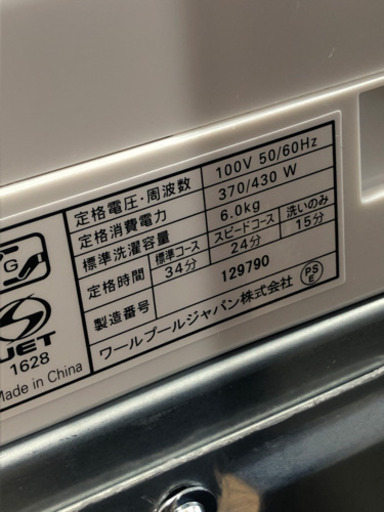 定格電圧・周波数 100V 50/60Hz
定格消費電力 370/430 W
標準洗濯容量 6.0kg
定格時間 標準コース スピードコース 洗いのみ
34分 24分 15分
製造番号 129790
ワールプールジャパン株式会社
PS
E
G
JET
1628
Made in China